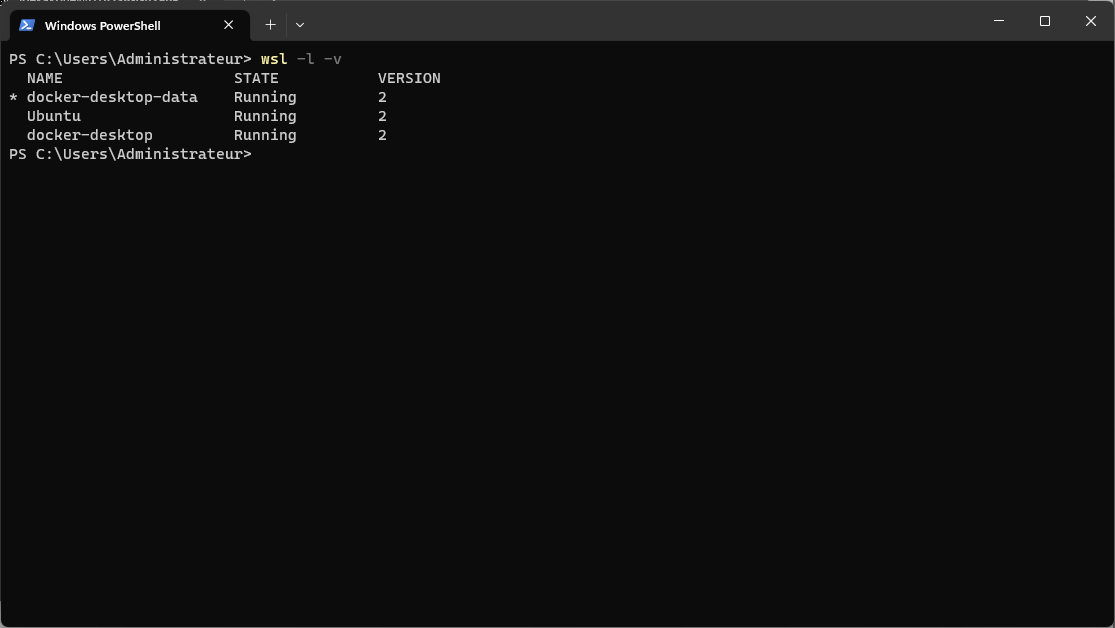 Windows PowerShell
PS C:\Users\Administrateur> wsl -l -v
  NAME                   STATE           VERSION
* docker-desktop-data    Running         2
  Ubuntu                 Running         2
  docker-desktop         Running         2
PS C:\Users\Administrateur>